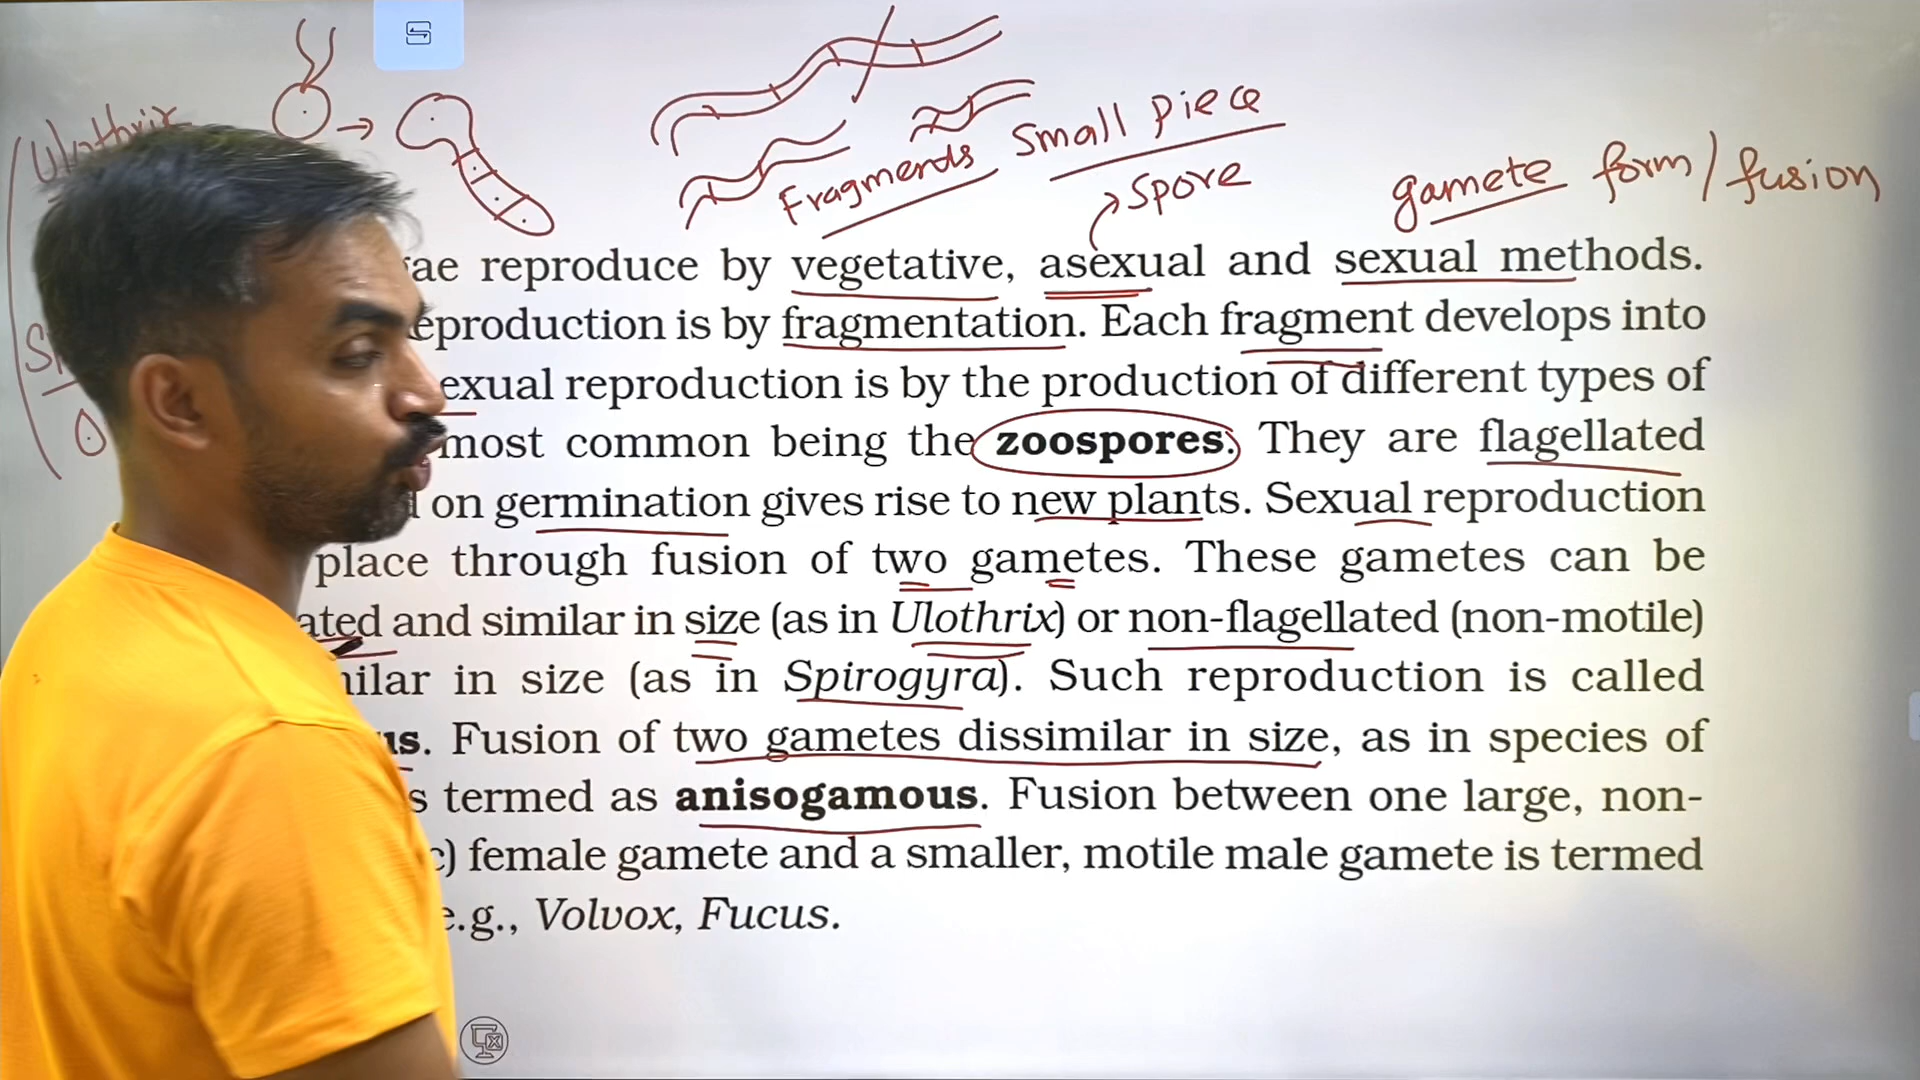 Ulothrix
Fragments
Small piece
Spore
gamete form/fusion
gae reproduce by vegetative, asexual and sexual methods.
eproduction is by fragmentation. Each fragment develops into
exual reproduction is by the production of different types of
most common being the zoospores. They are flagellated
on germination gives rise to new plants. Sexual reproduction
place through fusion of two gametes. These gametes can be
ated and similar in size (as in Ulothrix) or non-flagellated (non-motile)
ilar in size (as in Spirogyra). Such reproduction is called
us. Fusion of two gametes dissimilar in size, as in species of
s termed as anisogamous. Fusion between one large, non-
c) female gamete and a smaller, motile male gamete is termed
e.g., Volvox, Fucus.